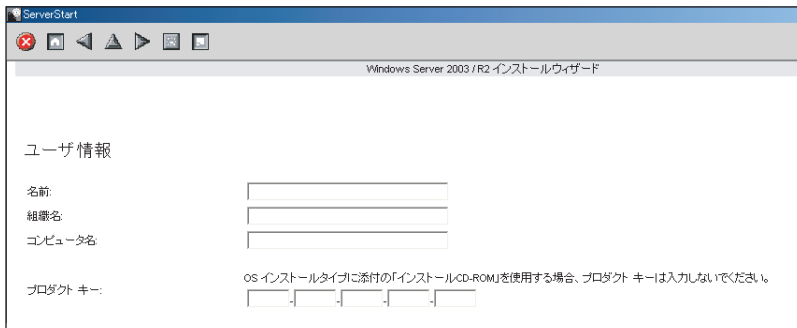 ServerStart
Windows Server 2003 / R2 インストールウィザード
ユーザ情報
名前:
組織名:
コンピュータ名:
OS インストールタイプに添付の「インストールCD-ROM」を使用する場合、プロダクト キーは入力しないでください。
プロダクト キー:
- - - -